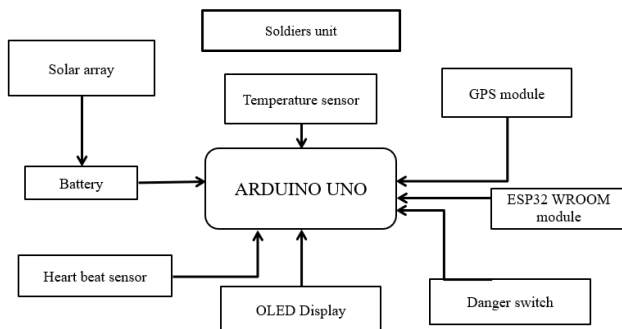 Soldiers unit
Solar array
Temperature sensor
GPS module
Battery
ARDUINO UNO
ESP32 WROOM
module
Heart beat sensor
OLED Display
Danger switch